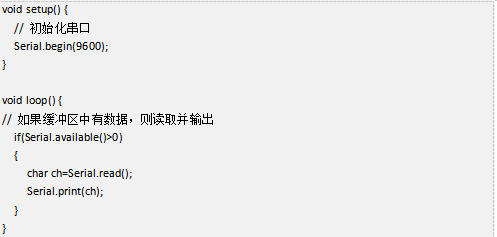 void setup() {
// 初始化串口
Serial.begin(9600);
}
void loop() {
// 如果缓冲区中有数据，则读取并输出
if(Serial.available()>0)
{
char ch=Serial.read();
Serial.print(ch);
}
}